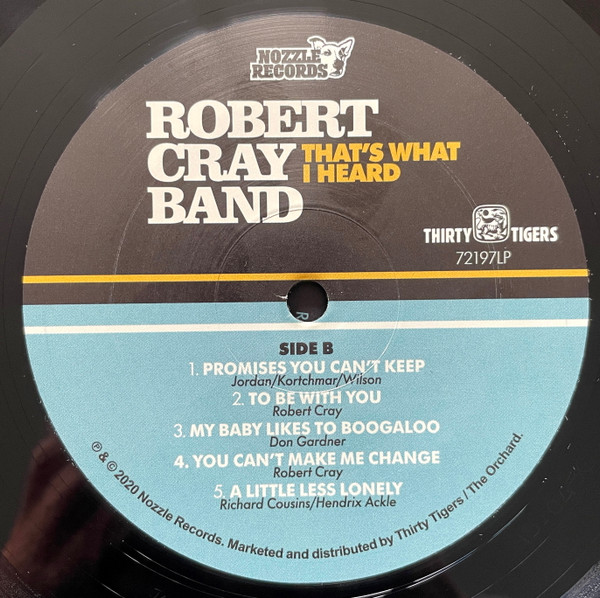 NOZZLE
RECORDS
ROBERT
CRAY
BAND
THAT'S WHAT
I HEARD
THIRTY TIGERS
72197LP
R
SIDE B
1. PROMISES YOU CAN'T KEEP
Jordan/Kortchmar/Wilson
2. TO BE WITH YOU
Robert Cray
3. MY BABY LIKES TO BOOGALOO
Don Gardner
4. YOU CAN'T MAKE ME CHANGE
Robert Cray
5. A LITTLE LESS LONELY
Richard Cousins/Hendrix Ackle
℗ & © 2020 Nozzle Records. Marketed and distributed by Thirty Tigers / The Orchard.